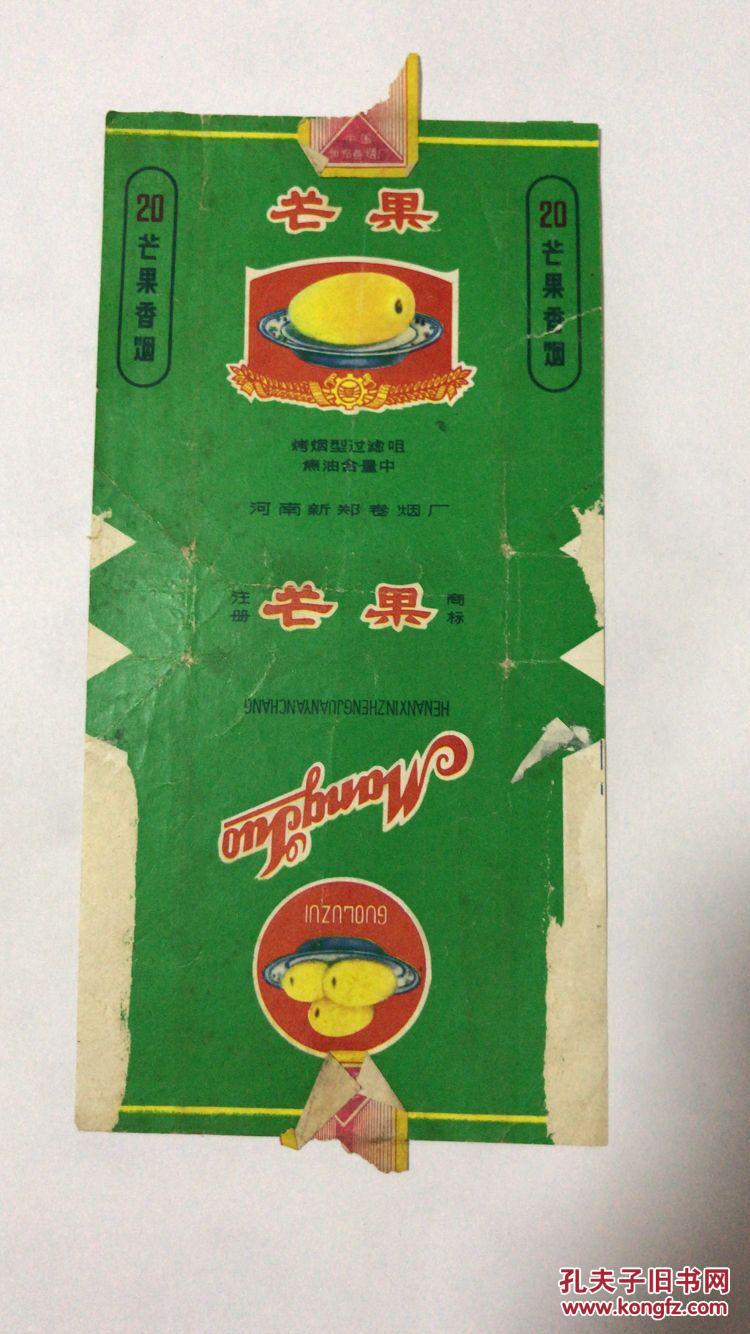 中国
芒果
20
芒果香烟
20
芒果香烟
烤烟型过滤咀
焦油含量中
河南新郑卷烟厂
注册
芒果
商标
HENANXINZHENGJUANYANCHANG
MangGuo
GUOLUZUI
孔夫子旧书网
www.kongfz.com